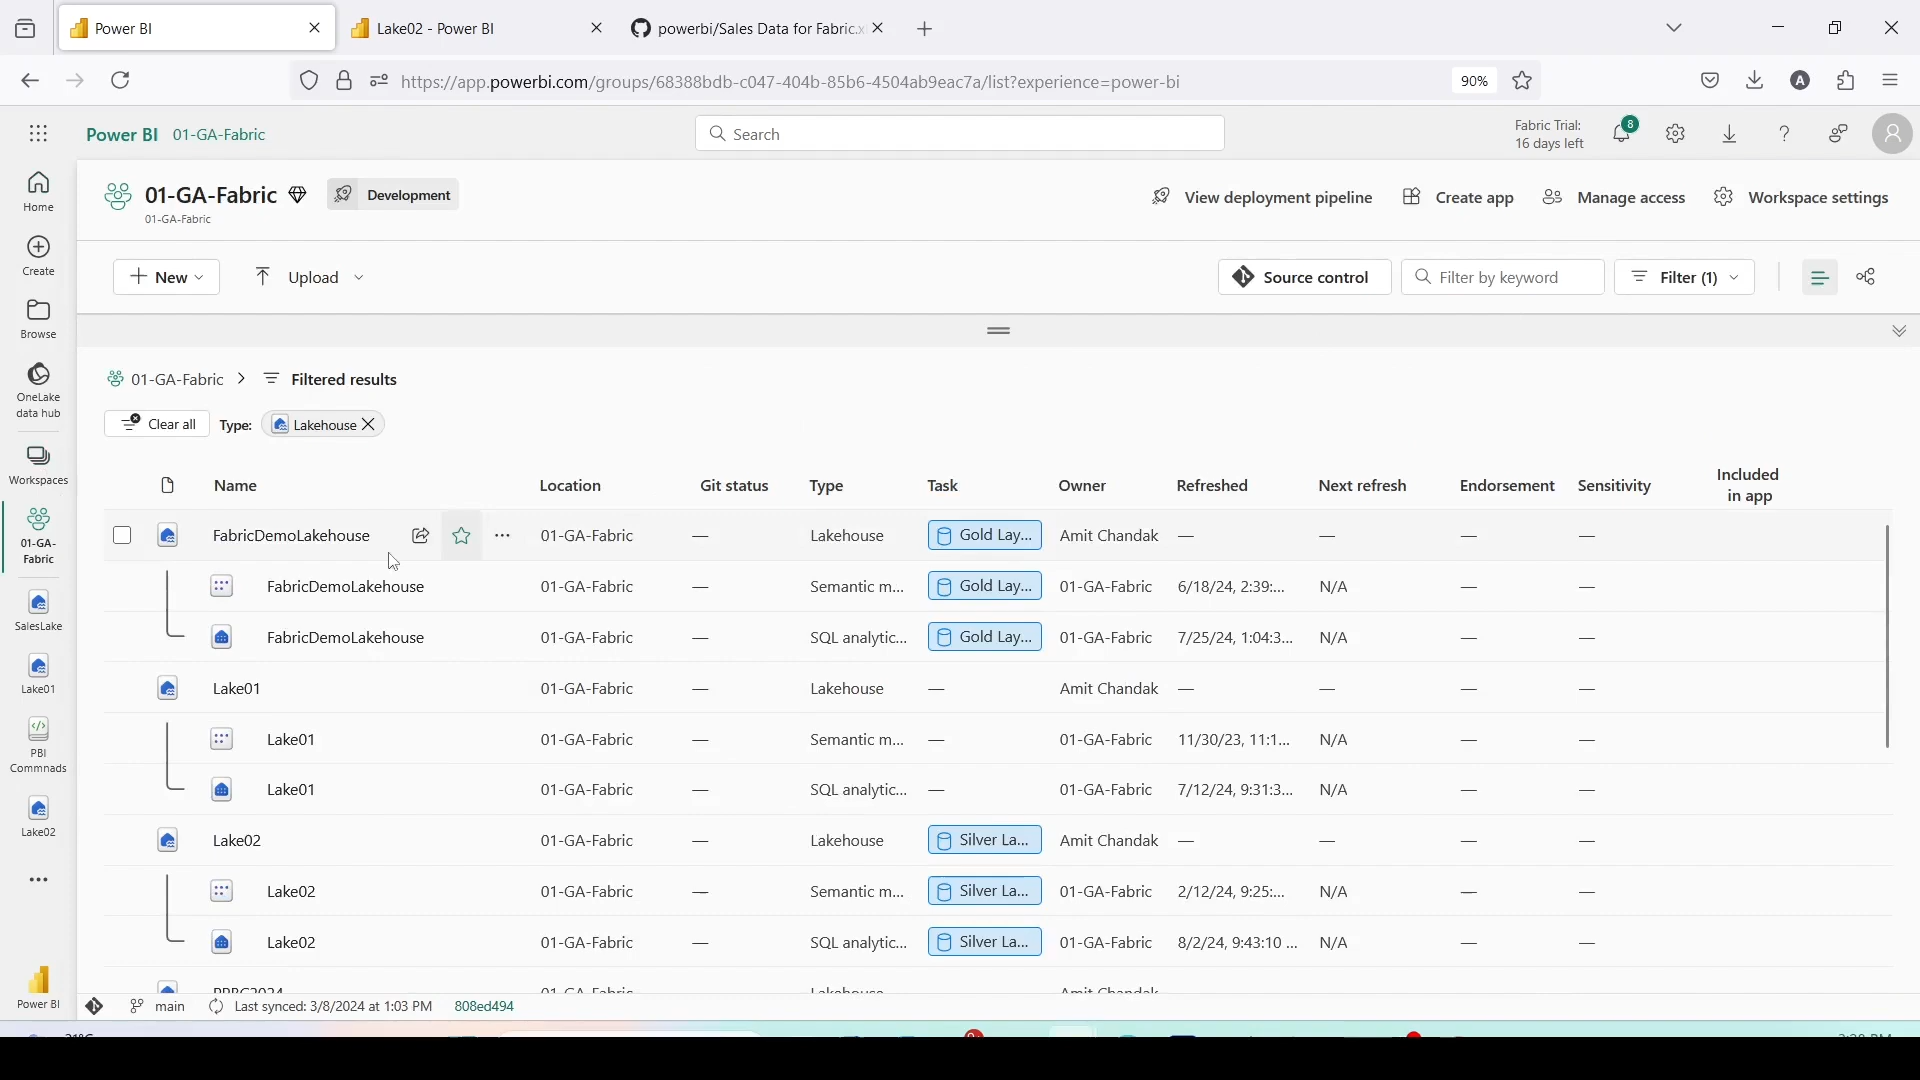 Power BI
Lake02 - Power BI
powerbi/Sales Data for Fabric.x
https://app.powerbi.com/groups/68388bdb-c047-404b-85b6-4504ab9eac7a/list?experience=power-bi
90%
A
Power BI 01-GA-Fabric
Search
Fabric Trial:
16 days left
8
?
Home
Create
Browse
OneLake
data hub
Workspaces
01-GA-
Fabric
SalesLake
Lake01
PBI
Commnads
Lake02
Power BI
01-GA-Fabric
Development
01-GA-Fabric
View deployment pipeline
Create app
Manage access
Workspace settings
New
Upload
Source control
Filter by keyword
Filter (1)
01-GA-Fabric > Filtered results
Clear all Type: Lakehouse
Name Location Git status Type Task Owner Refreshed Next refresh Endorsement Sensitivity Included
in app
FabricDemoLakehouse 01-GA-Fabric — Lakehouse Gold Lay... Amit Chandak — — — —
FabricDemoLakehouse 01-GA-Fabric — Semantic m... Gold Lay... 01-GA-Fabric 6/18/24, 2:39:... N/A — —
FabricDemoLakehouse 01-GA-Fabric — SQL analytic... Gold Lay... 01-GA-Fabric 7/25/24, 1:04:3... N/A — —
Lake01 01-GA-Fabric — Lakehouse — Amit Chandak — — — —
Lake01 01-GA-Fabric — Semantic m... — 01-GA-Fabric 11/30/23, 11:1... N/A — —
Lake01 01-GA-Fabric — SQL analytic... — 01-GA-Fabric 7/12/24, 9:31:3... N/A — —
Lake02 01-GA-Fabric — Lakehouse Silver La... Amit Chandak — — — —
Lake02 01-GA-Fabric — Semantic m... Silver La... 01-GA-Fabric 2/12/24, 9:25:... N/A — —
Lake02 01-GA-Fabric — SQL analytic... Silver La... 01-GA-Fabric 8/2/24, 9:43:10 ... N/A — —
01-GA-Fabric Lakehouse Amit Chandak
main Last synced: 3/8/2024 at 1:03 PM 808ed494